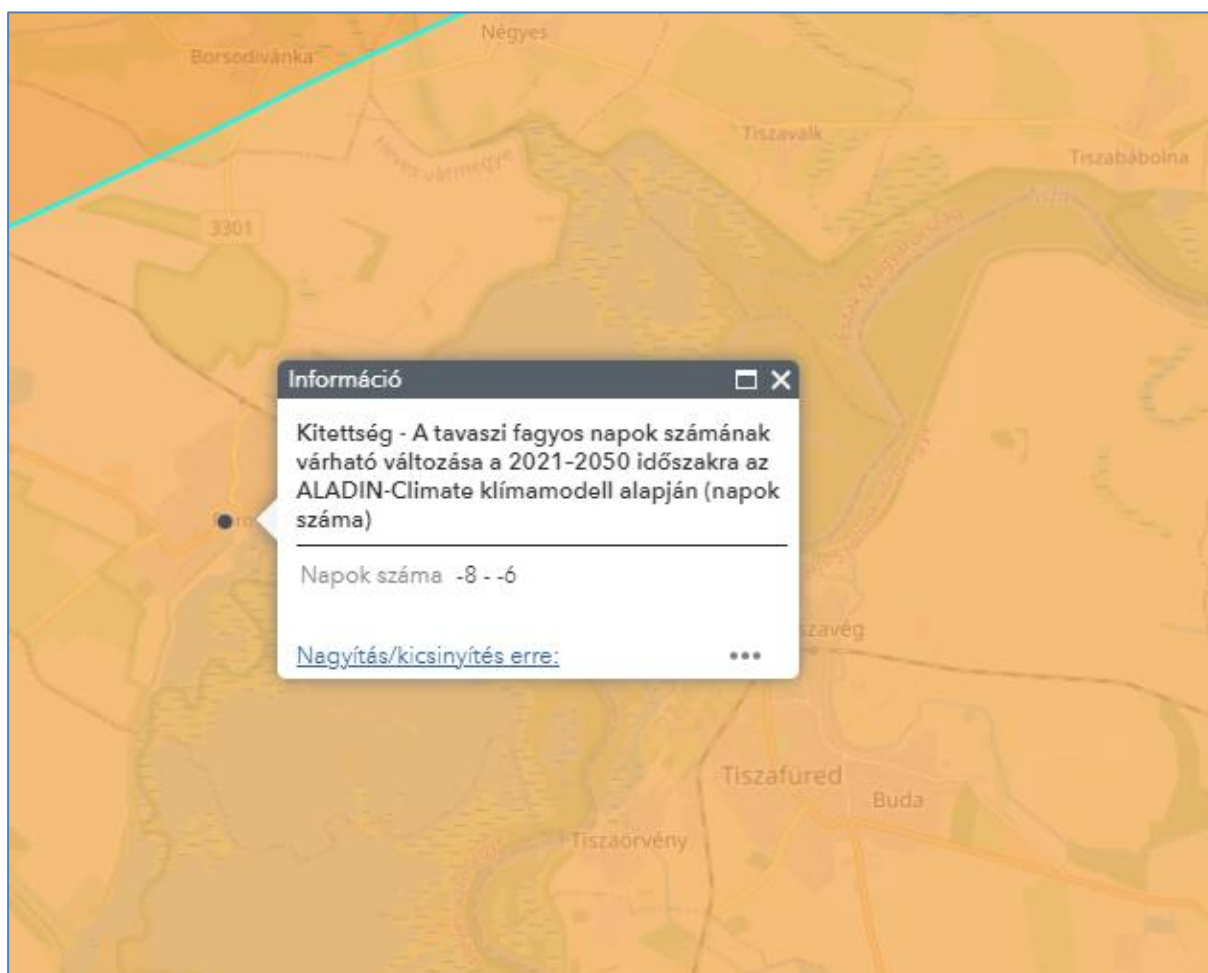 Borsodivánka
Négyes
Tiszavalk
Tiszabábolna
Heves vármegye
3301
Információ
Kitettség - A tavaszi fagyos napok számának
várható változása a 2021-2050 időszakra az
ALADIN-Climate klímamodell alapján (napok
száma)
Napok száma -8 - -6
Nagyítás/kicsinyítés erre:
szavég
Tiszafüred
Buda
Tiszaörvény